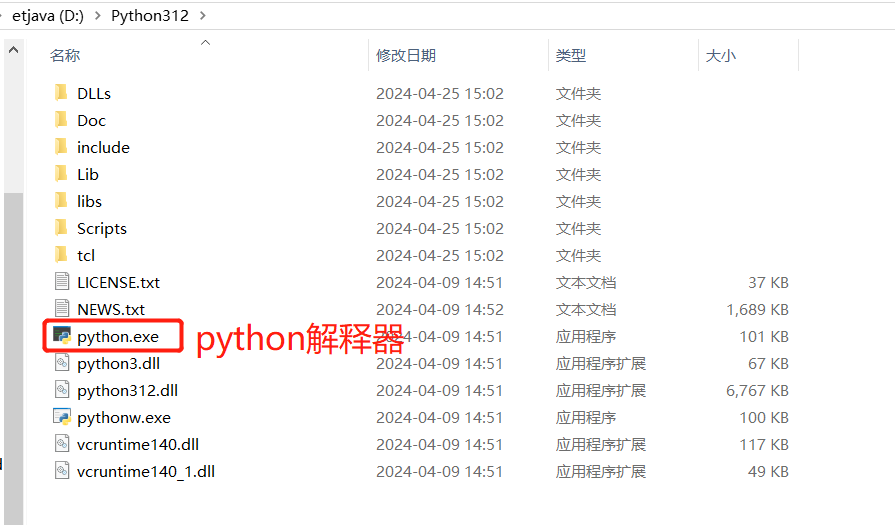 etjava (D:) > Python312 >
名称 修改日期 类型 大小
DLLs 2024-04-25 15:02 文件夹
Doc 2024-04-25 15:02 文件夹
include 2024-04-25 15:02 文件夹
Lib 2024-04-25 15:02 文件夹
libs 2024-04-25 15:02 文件夹
Scripts 2024-04-25 15:02 文件夹
tcl 2024-04-25 15:02 文件夹
LICENSE.txt 2024-04-09 14:51 文本文档 37 KB
NEWS.txt 2024-04-09 14:52 文本文档 1,689 KB
python.exe python解释器 2024-04-09 14:51 应用程序 101 KB
python3.dll 2024-04-09 14:51 应用程序扩展 67 KB
python312.dll 2024-04-09 14:51 应用程序扩展 6,767 KB
pythonw.exe 2024-04-09 14:51 应用程序 100 KB
vcruntime140.dll 2024-04-09 14:51 应用程序扩展 117 KB
vcruntime140_1.dll 2024-04-09 14:51 应用程序扩展 49 KB